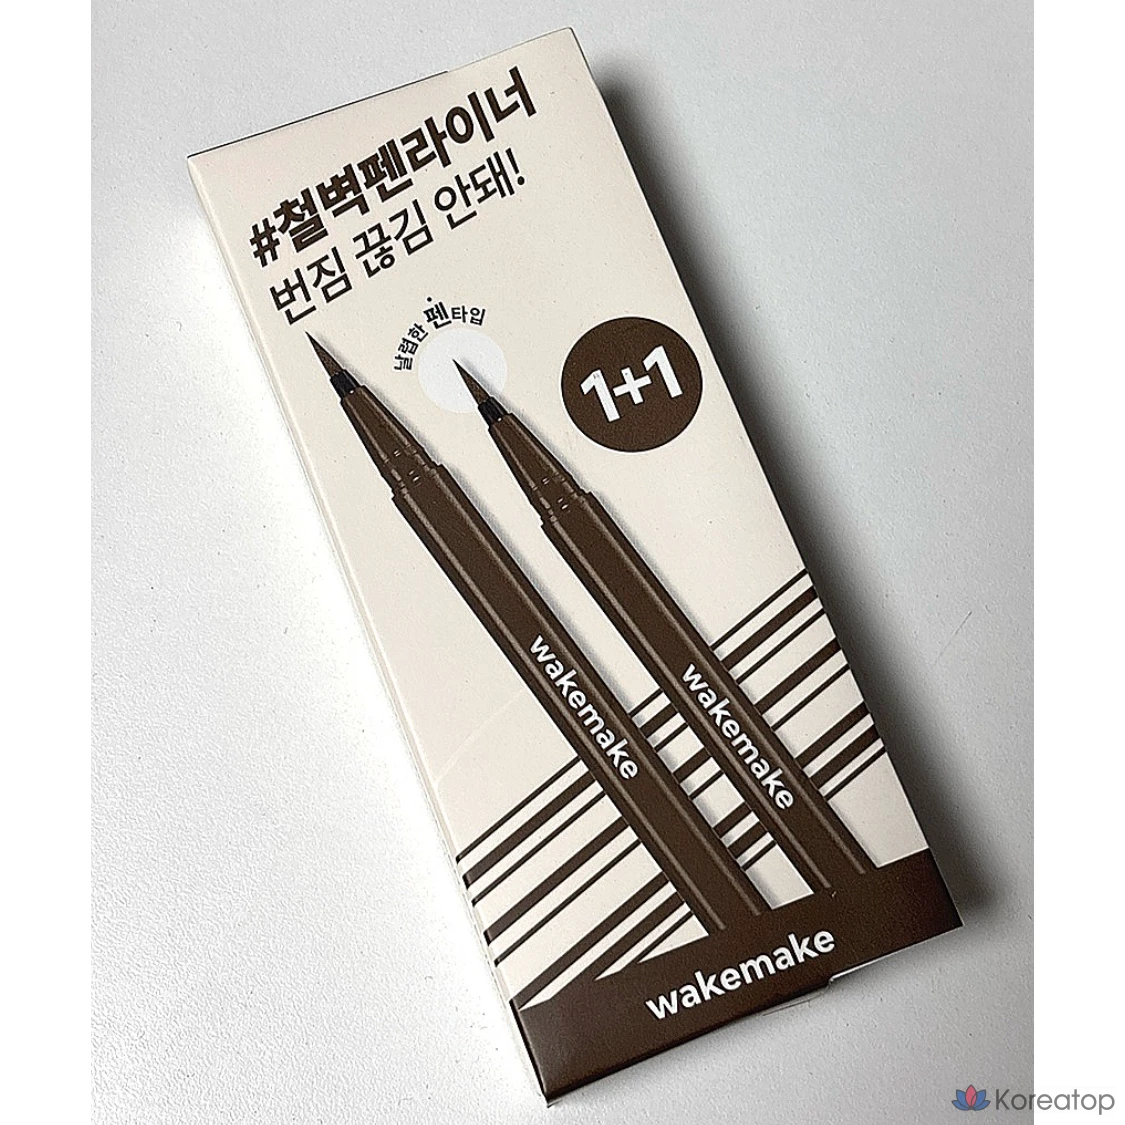 #철벽펜라이너
번짐 끊김 안돼!
날렵한 펜타입
1+1
wakemake
wakemake
wakemake
Koreatop